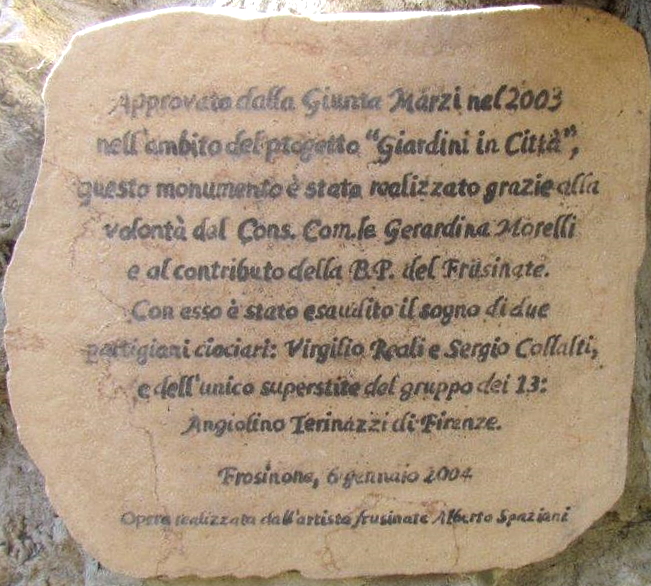 Approvato dalla Giunta Marzi nel 2003
nell'ambito del progetto "Giardini in Città",
questo monumento è stato realizzato grazie alla
volontà del Cons. Com.le Gerardina Morelli
e al contributo della B.P. del Frusinate.
Con esso è stato esaudito il sogno di due
partigiani ciociari: Virgilio Reali e Sergio Collalti,
e dell'unico superstite del gruppo dei 13:
Angiolino Terinazzi di Firenze.
Frosinone, 6 gennaio 2004
Opera realizzata dall'artista frusinate Alberto Spaziani